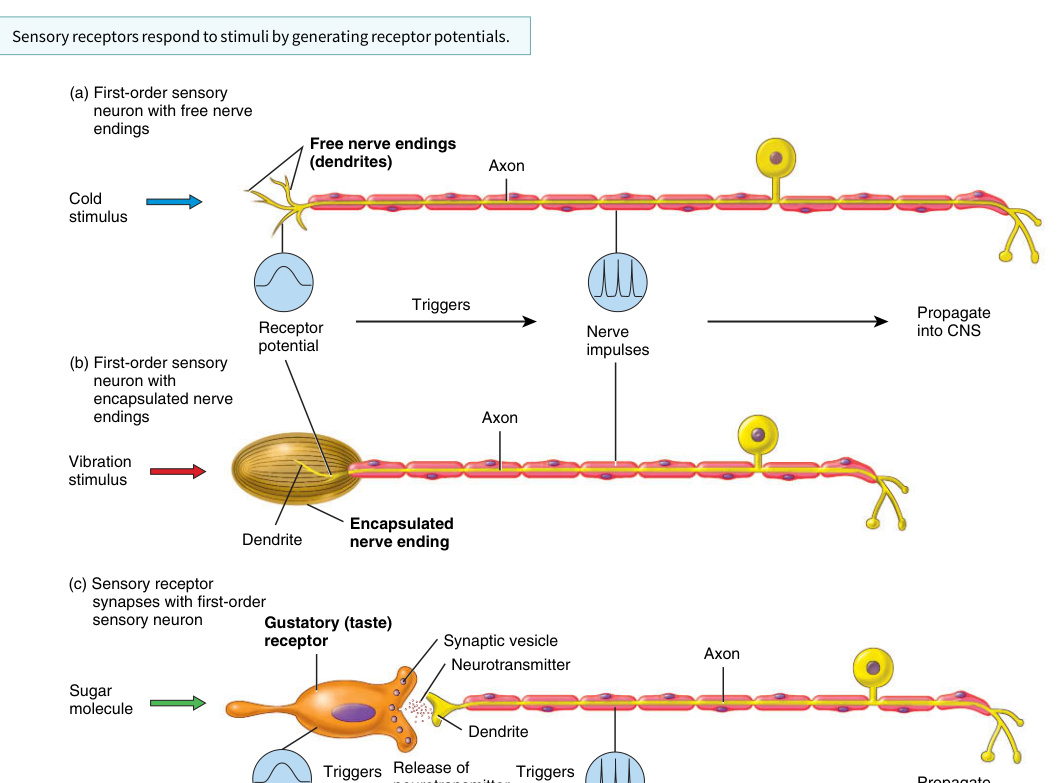 Sensory receptors respond to stimuli by generating receptor potentials.
(a) First-order sensory
neuron with free nerve
endings
Free nerve endings
(dendrites)
Axon
Cold
stimulus
Triggers
Receptor
potential
Nerve
impulses
Propagate
into CNS
(b) First-order sensory
neuron with
encapsulated nerve
endings
Axon
Vibration
stimulus
Dendrite
Encapsulated
nerve ending
(c) Sensory receptor
synapses with first-order
sensory neuron
Gustatory (taste)
receptor
Synaptic vesicle
Neurotransmitter
Axon
Sugar
molecule
Dendrite
Triggers
Release of
neurotransmitter
Triggers
Propagate